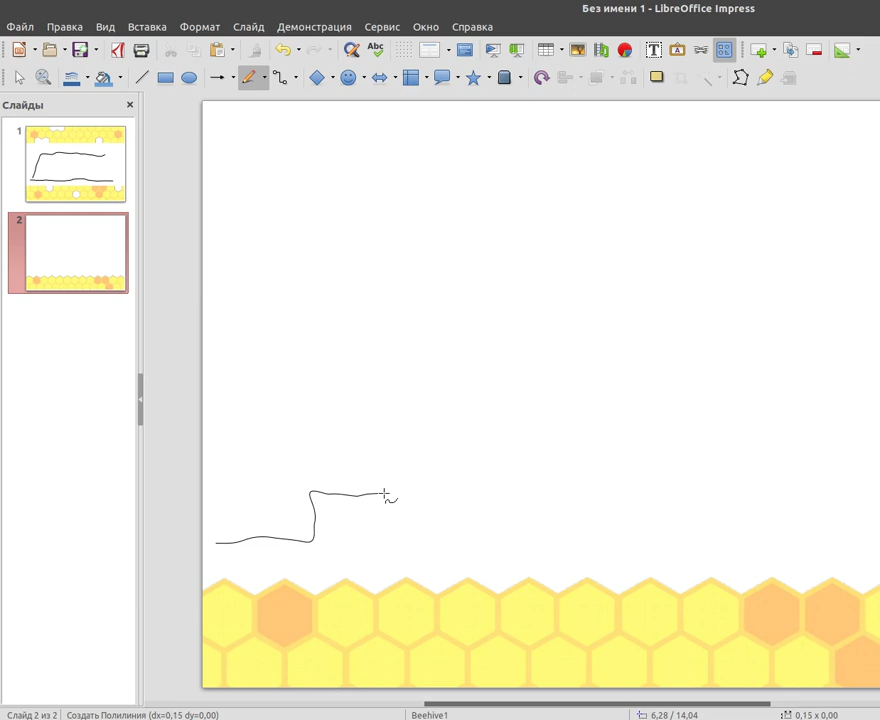 Без имени 1 - LibreOffice Impress
Файл Правка Вид Вставка Формат Слайд Демонстрация Сервис Окно Справка
Abc
T A
Слайды ×
1
2
Слайд 2 из 2 Создать Полилиния (dx=0,15 dy=0,00) Beehive1 6,28 / 14,04 0,15 x 0,00